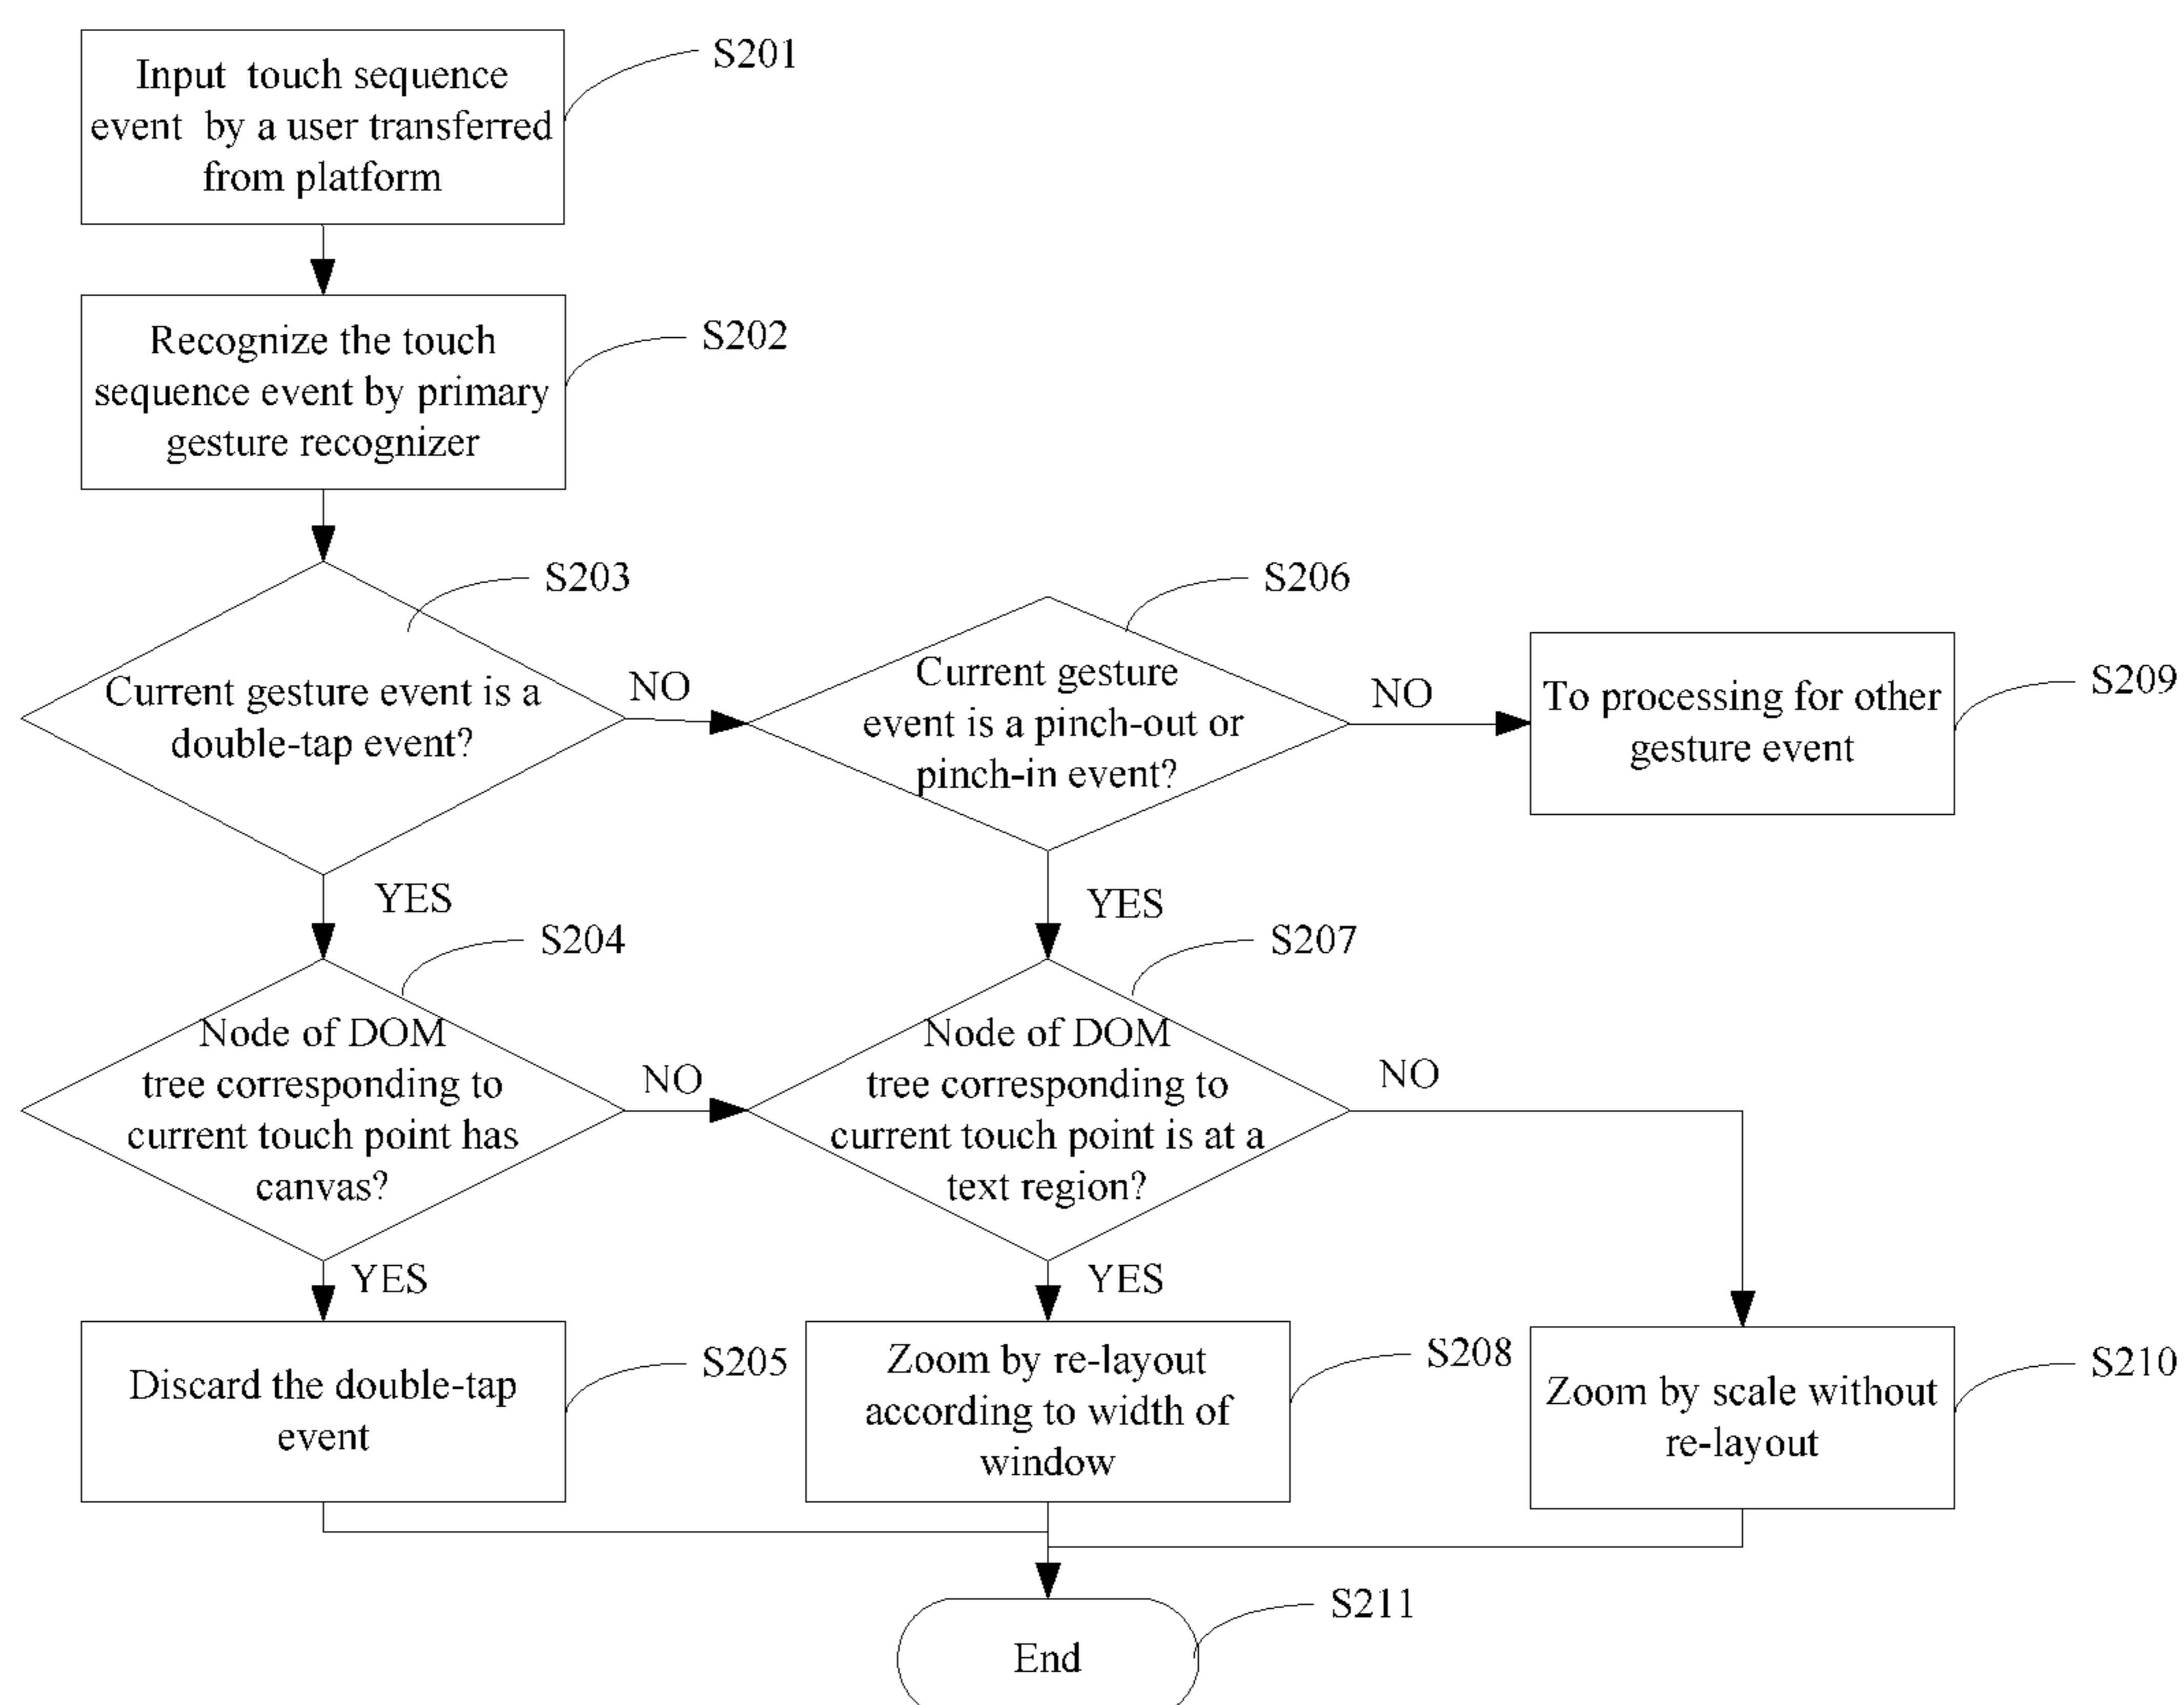 Input touch sequence
event by a user transferred
from platform
S201
Recognize the touch
sequence event by primary
gesture recognizer
S202
Current gesture event is a
double-tap event?
S203
NO
YES
Current gesture
event is a pinch-out or
pinch-in event?
S206
NO
YES
To processing for other
gesture event
S209
Node of DOM
tree corresponding to
current touch point has
canvas?
S204
NO
YES
Node of DOM
tree corresponding to
current touch point is at a
text region?
S207
NO
YES
Discard the double-tap
event
S205
Zoom by re-layout
according to width of
window
S208
Zoom by scale without
re-layout
S210
End
S211